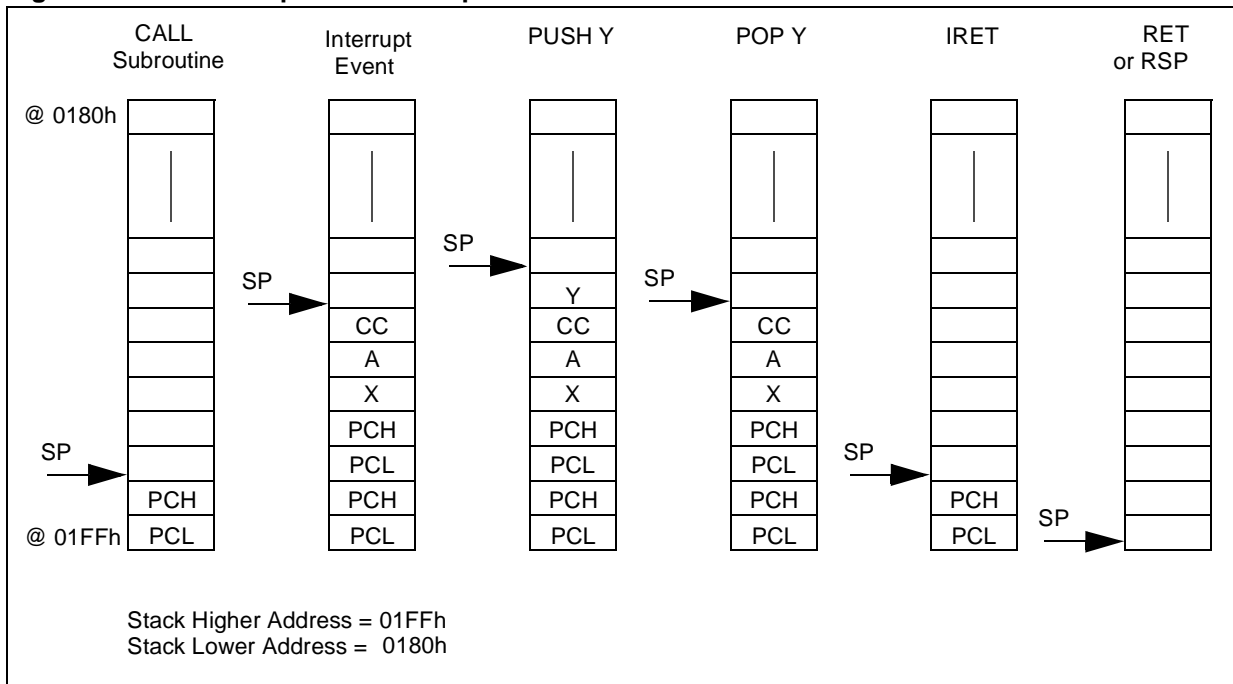 CALL
Subroutine
Interrupt
Event
PUSH Y
POP Y
IRET
RET
or RSP
@ 0180h
SP
SP
SP
Y
CC
CC
CC
A
A
A
X
X
X
PCH
PCH
PCH
SP
SP
PCL
PCL
PCL
PCH
PCH
PCH
PCH
PCH
SP
@ 01FFh
PCL
PCL
PCL
PCL
PCL
Stack Higher Address = 01FFh
Stack Lower Address = 0180h